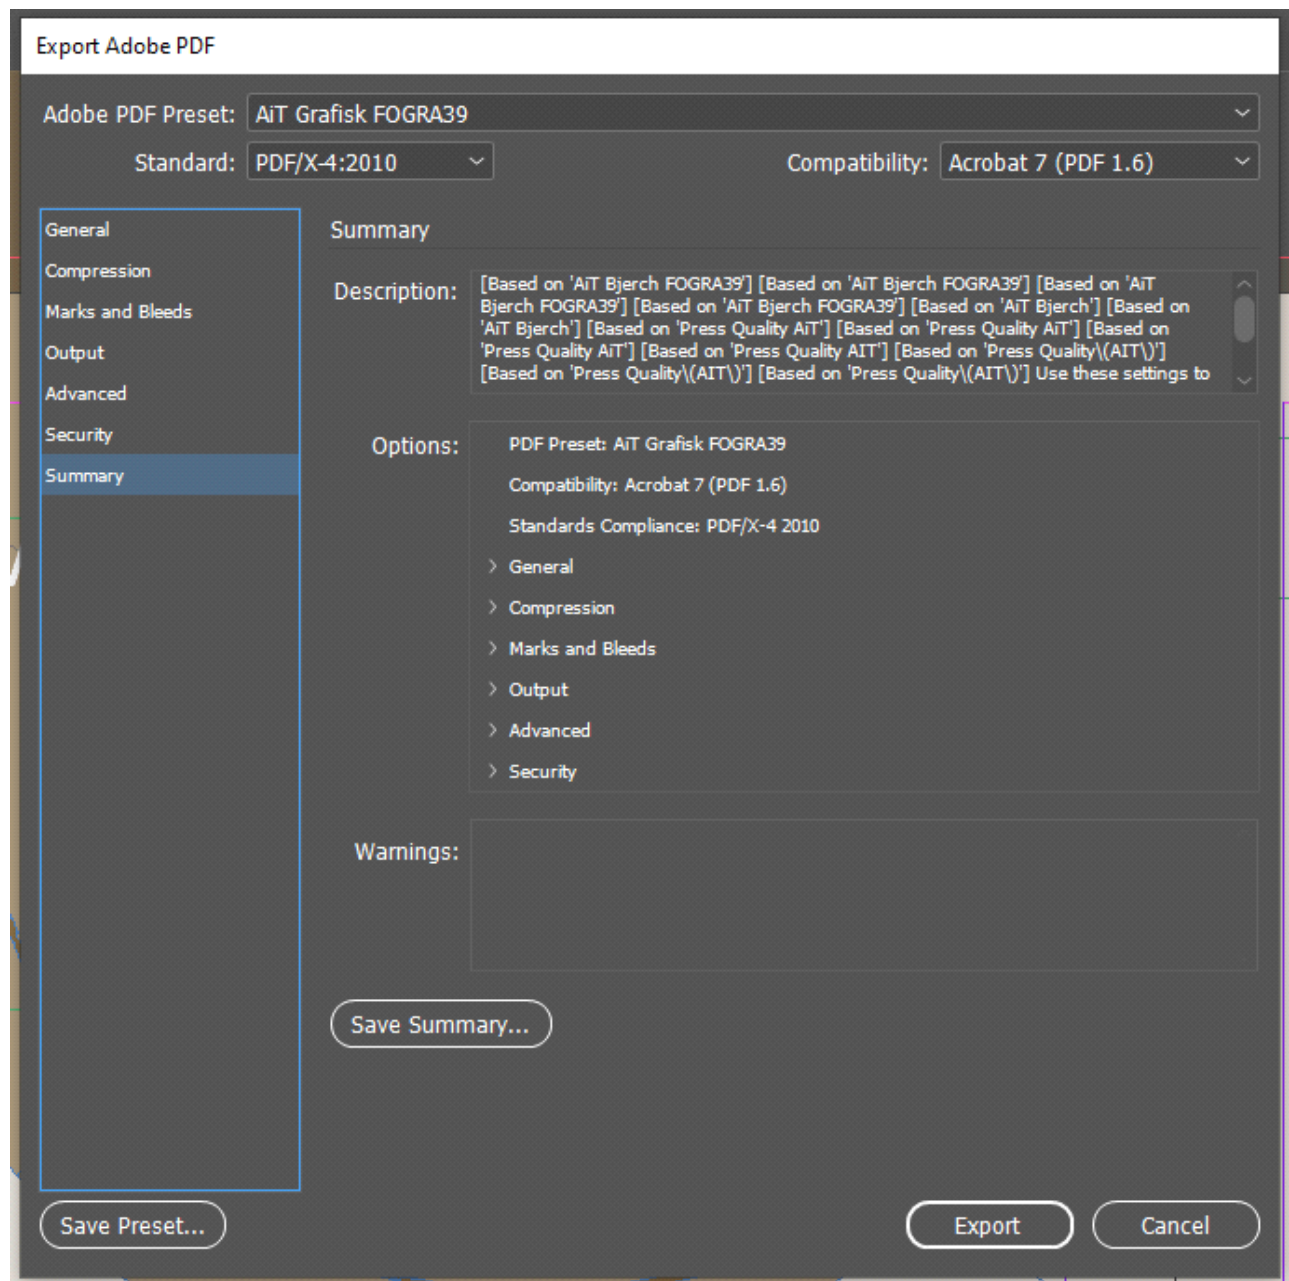 Export Adobe PDF
Adobe PDF Preset: AiT Grafisk FOGRA39
Standard: PDF/X-4:2010
Compatibility: Acrobat 7 (PDF 1.6)
General
Compression
Marks and Bleeds
Output
Advanced
Security
Summary
Summary
Description:
[Based on 'AiT Bjerch FOGRA39'] [Based on 'AiT Bjerch FOGRA39'] [Based on 'AiT
Bjerch FOGRA39'] [Based on 'AiT Bjerch FOGRA39'] [Based on 'AiT Bjerch'] [Based on
'AiT Bjerch'] [Based on 'Press Quality AiT'] [Based on 'Press Quality AiT'] [Based on
'Press Quality AiT'] [Based on 'Press Quality AIT'] [Based on 'Press Quality\(AIT\)']
[Based on 'Press Quality\(AIT\)'] [Based on 'Press Quality\(AIT\)'] Use these settings to
Options:
PDF Preset: AiT Grafisk FOGRA39
Compatibility: Acrobat 7 (PDF 1.6)
Standards Compliance: PDF/X-4 2010
General
Compression
Marks and Bleeds
Output
Advanced
Security
Warnings:
Save Summary...
Save Preset...
Export
Cancel